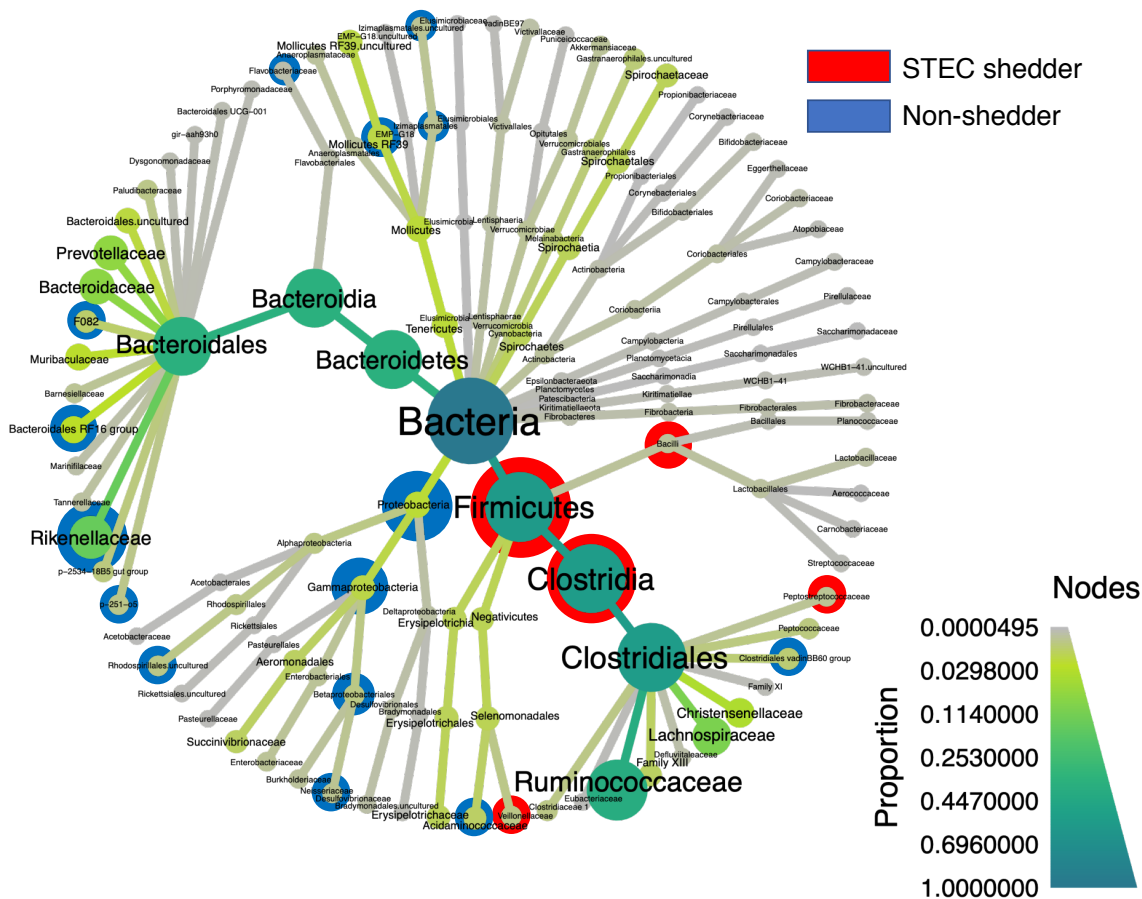 Elusimicrobiaceae
Izimaplasmatales.uncultured
VadinBE97
EMP-G18.uncultured
Victivallaceae
Mollicutes RF39.uncultured
Puniceicoccaceae
Anaeroplasmataceae
Akkermansiaceae
Gastranaerophilales.uncultured
Flavobacteriaceae
Spirochaetaceae
Porphyromonadaceae
Propionibacteriaceae
Bacteroidales UCG-001
Corynebacteriaceae
gir-aah93h0
Bifidobacteriaceae
Dysgonomonadaceae
Eggerthellaceae
Paludibacteraceae
Coriobacteriaceae
Bacteroidales.uncultured
Atopobiaceae
Prevotellaceae
Campylobacteraceae
Bacteroidaceae
Pirellulaceae
F082
Saccharimonadaceae
Muribaculaceae
WCHB1-41.uncultured
Barnesiellaceae
Fibrobacteraceae
Bacteroidales RF16 group
Planococcaceae
Marinifilaceae
Lactobacillaceae
Tannerellaceae
Aerococcaceae
Rikenellaceae
Carnobacteriaceae
p-2534-18B5 gut group
Streptococcaceae
p-251-o5
Elusimicrobiales
Izimaplasmatales
EMP-G18
Mollicutes RF39
Victivallales
Opitutales
Verrucomicrobiales
Gastranaerophilales
Spirochaetales
Anaeroplasmatales
Flavobacteriales
Propionibacteriales
Corynebacteriales
Bifidobacteriales
Coriobacteriales
Mollicutes
Elusimicrobia
Lentisphaeria
Verrucomicrobiae
Melainabacteria
Spirochaetia
Actinobacteria
Coriobacteriia
Campylobacterales
Pirellulales
Saccharimonadales
WCHB1-41
Fibrobacterales
Bacillales
Campylobacteria
Planctomycetacia
Saccharimonadia
Kiritimatiellae
Fibrobacteria
Elusimicrobia
Tenericutes
Lentisphaerae
Verrucomicrobia
Cyanobacteria
Spirochaetes
Actinobacteria
Epsilonbacteraeota
Planctomycetes
Patescibacteria
Kiritimatiellaeota
Fibrobacteres
Bacteroidia
Bacteroidales
Bacteroidetes
Bacteria
Bacilli
Lactobacillales
Proteobacteria
Firmicutes
Clostridia
Clostridiales
Alphaproteobacteria
Gammaproteobacteria
Deltaproteobacteria
Erysipelotrichia
Negativicutes
Acetobacterales
Rhodospirillales
Rickettsiales
Pasteurellales
Aeromonadales
Enterobacteriales
Betaproteobacteriales
Desulfovibrionales
Bradymonadales
Erysipelotrichales
Selenomonadales
Acetobacteraceae
Rhodospirillales.uncultured
Rickettsiales.uncultured
Pasteurellaceae
Succinivibrionaceae
Enterobacteriaceae
Burkholderiaceae
Neisseriaceae
Desulfovibrionaceae
Bradymonadales.uncultured
Erysipelotrichaceae
Acidaminococcaceae
Veillonellaceae
Clostridiaceae 1
Eubacteriaceae
Ruminococcaceae
Family XIII
Defluviitaleaceae
Lachnospiraceae
Christensenellaceae
Family XI
Clostridiales vadinBB60 group
Peptococcaceae
Peptostreptococcaceae
STEC shedder
Non-shedder
Nodes
Proportion
0.0000495
0.0298000
0.1140000
0.2530000
0.4470000
0.6960000
1.0000000